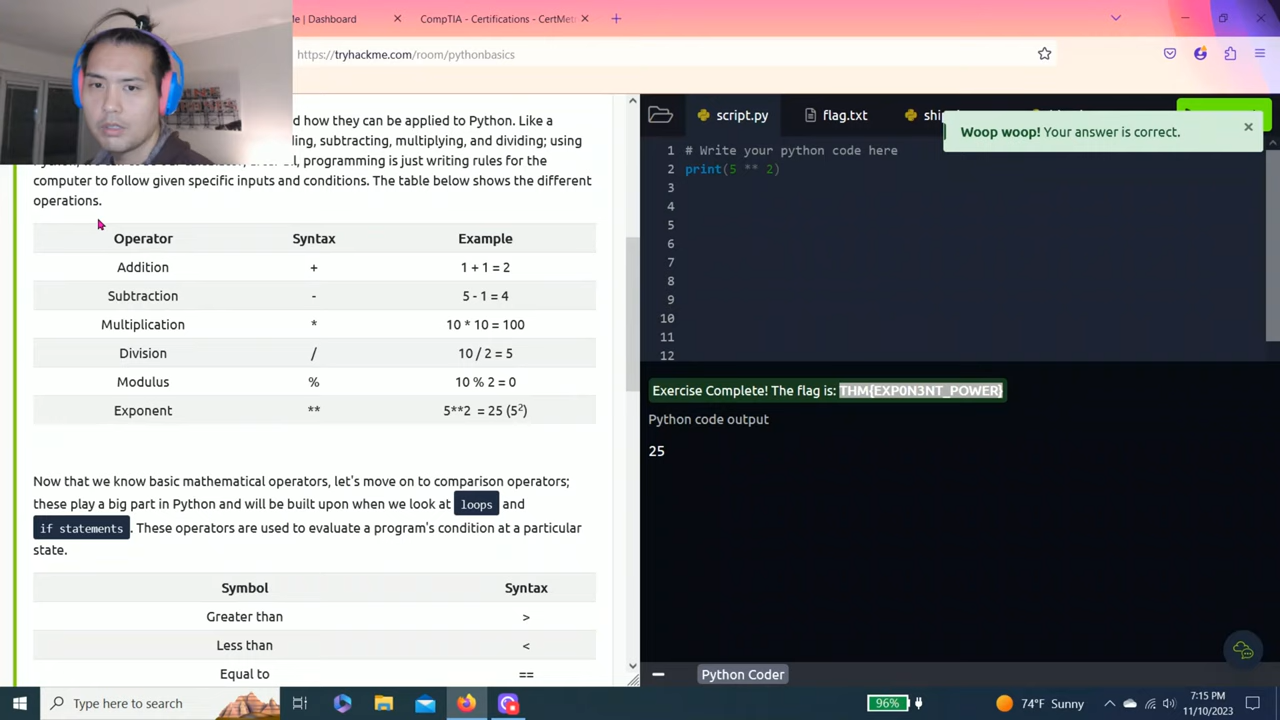 le | Dashboard
CompTIA - Certifications - CertMet
https://tryhackme.com/room/pythonbasics
d how they can be applied to Python. Like a
ling, subtracting, multiplying, and dividing; using
programming is just writing rules for the
computer to follow given specific inputs and conditions. The table below shows the different
operations.
Operator Syntax Example
Addition + 1 + 1 = 2
Subtraction - 5 - 1 = 4
Multiplication * 10 * 10 = 100
Division / 10 / 2 = 5
Modulus % 10 % 2 = 0
Exponent ** 5**2 = 25 (5²)
Now that we know basic mathematical operators, let's move on to comparison operators;
these play a big part in Python and will be built upon when we look at loops and
if statements. These operators are used to evaluate a program's condition at a particular
state.
Symbol Syntax
Greater than >
Less than <
Equal to ==
script.py flag.txt shi
Woop woop! Your answer is correct.
1 # Write your python code here
2 print(5 ** 2)
3
4
5
6
7
8
9
10
11
12
Exercise Complete! The flag is: THM{EXP0N3NT_POWER}
Python code output
25
Python Coder
Type here to search
96%
74°F Sunny
7:15 PM
11/10/2023